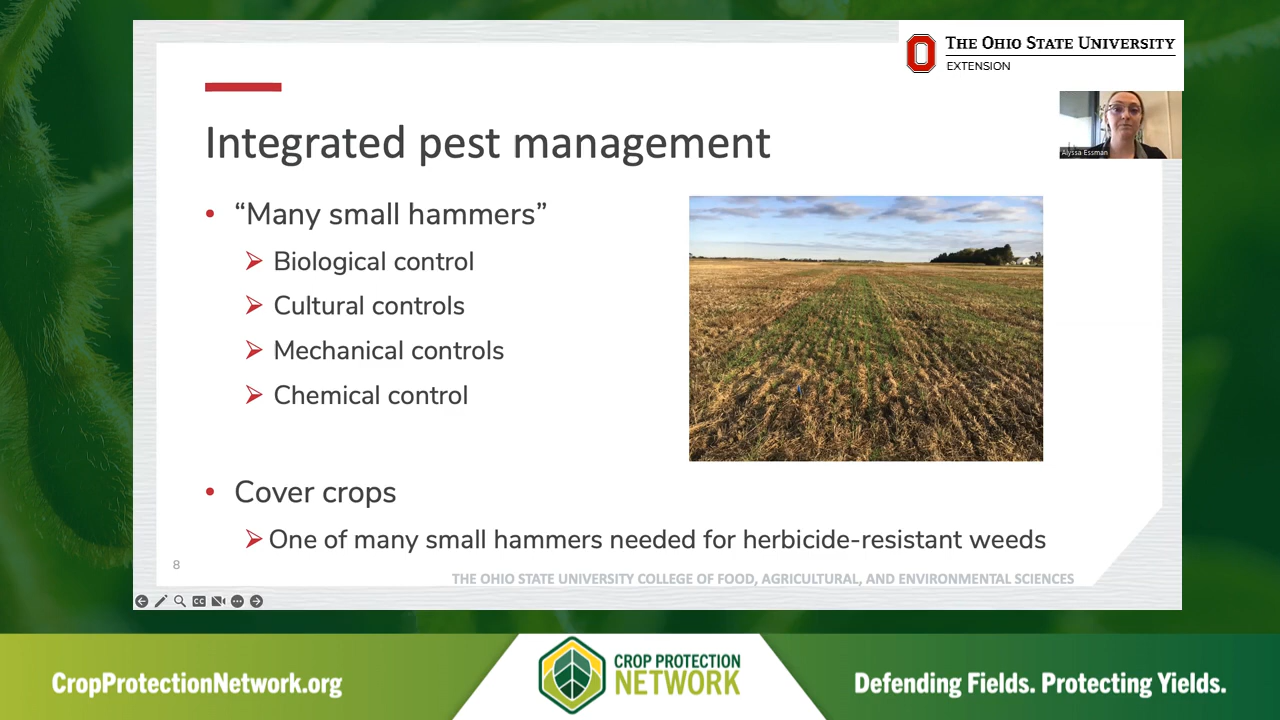 THE OHIO STATE UNIVERSITY
EXTENSION
Alyssa Essman
Integrated pest management
• “Many small hammers”
➢ Biological control
➢ Cultural controls
➢ Mechanical controls
➢ Chemical control
• Cover crops
➢ One of many small hammers needed for herbicide-resistant weeds
8
THE OHIO STATE UNIVERSITY COLLEGE OF FOOD, AGRICULTURAL, AND ENVIRONMENTAL SCIENCES
CC
CropProtectionNetwork.org
CROP PROTECTION
NETWORK
Defending Fields. Protecting Yields.